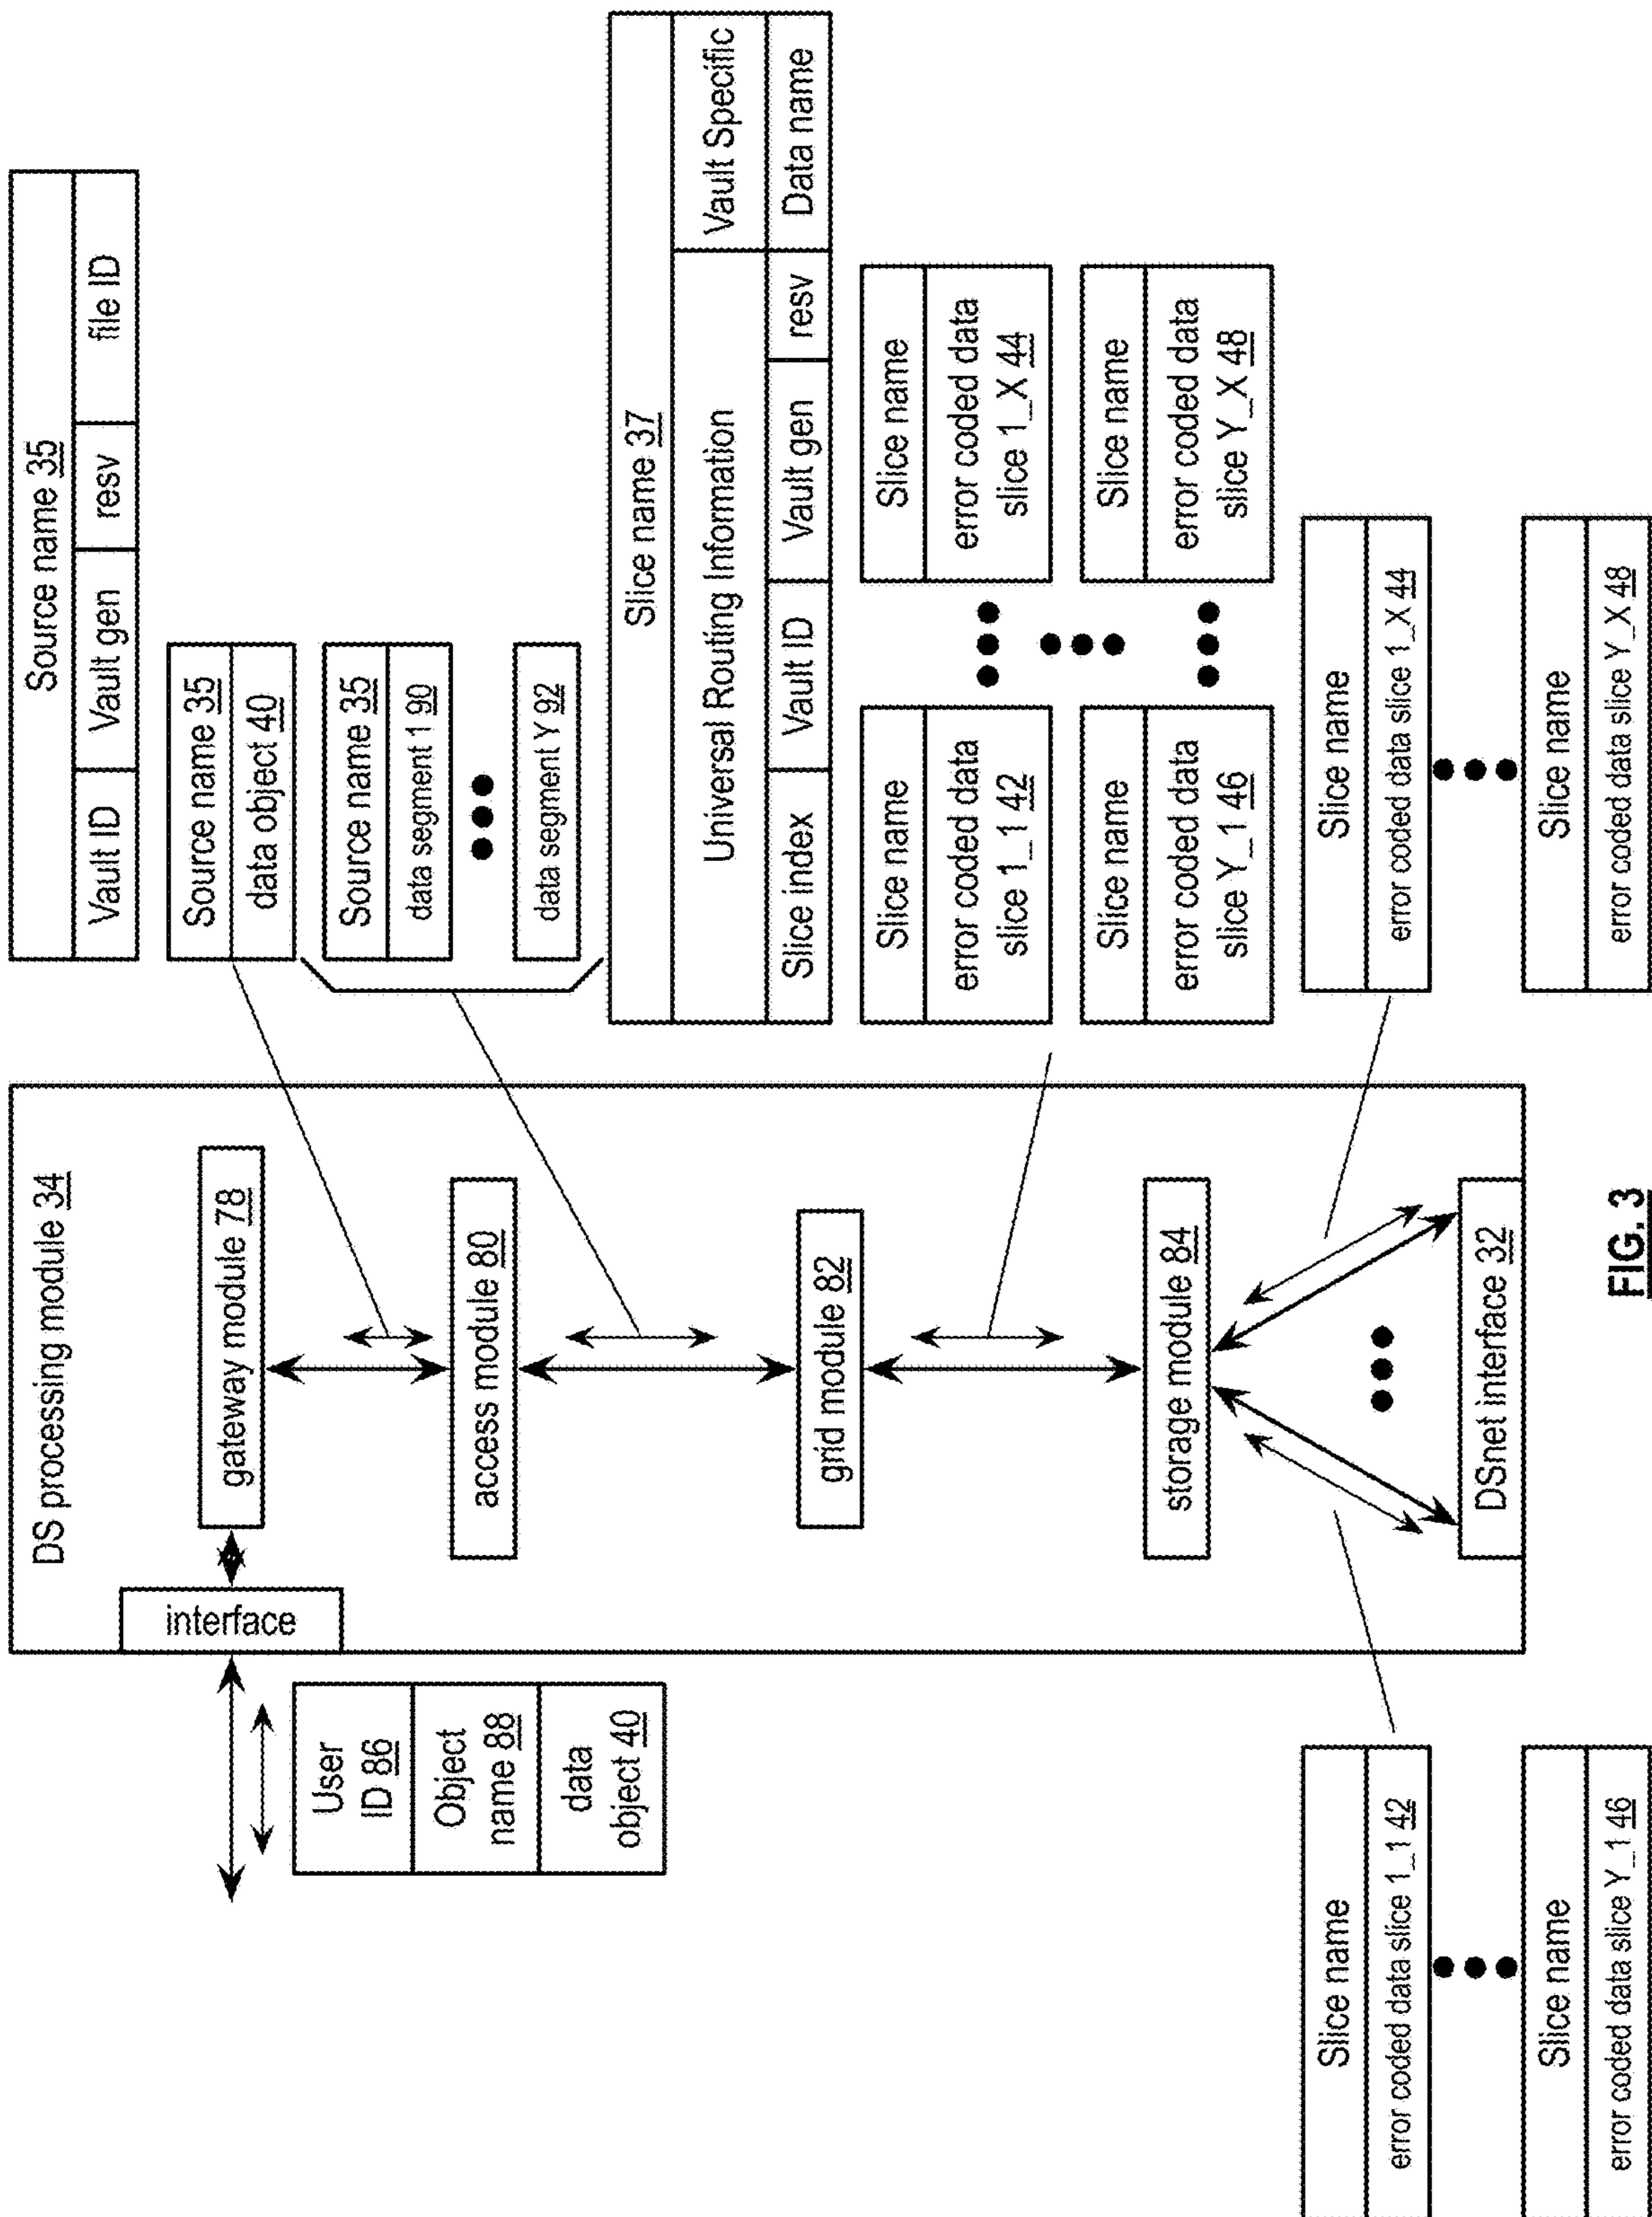 DS processing module 34
interface
gateway module 78
access module 80
grid module 82
storage module 84
DSnet interface 32
User
ID 86
Object
name 88
data
object 40
Source name 35
Vault ID
Vault gen
resv
file ID
Source name 35
data object 40
Source name 35
data segment 1 90
data segment Y 92
Slice name 37
Universal Routing Information
Vault Specific
Slice index
Vault ID
Vault gen
resv
Data name
Slice name
error coded data
slice 1_1 42
Slice name
error coded data
slice 1_X 44
Slice name
error coded data
slice Y_1 46
Slice name
error coded data
slice Y_X 48
Slice name
error coded data slice 1_1 42
Slice name
error coded data slice Y_1 46
Slice name
error coded data slice 1_X 44
Slice name
error coded data slice Y_X 48
FIG. 3